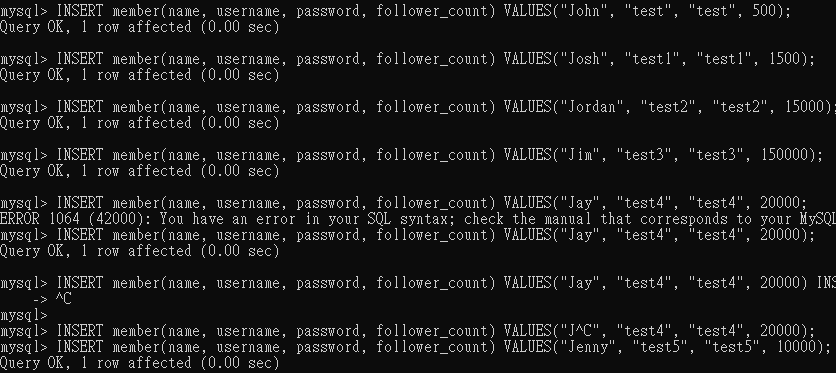 mysql> INSERT member(name, username, password, follower_count) VALUES("John", "test", "test", 500);
Query OK, 1 row affected (0.00 sec)
mysql> INSERT member(name, username, password, follower_count) VALUES("Josh", "test1", "test1", 1500);
Query OK, 1 row affected (0.00 sec)
mysql> INSERT member(name, username, password, follower_count) VALUES("Jordan", "test2", "test2", 15000);
Query OK, 1 row affected (0.00 sec)
mysql> INSERT member(name, username, password, follower_count) VALUES("Jim", "test3", "test3", 150000);
Query OK, 1 row affected (0.00 sec)
mysql> INSERT member(name, username, password, follower_count) VALUES("Jay", "test4", "test4", 20000;
ERROR 1064 (42000): You have an error in your SQL syntax; check the manual that corresponds to your MySQL
mysql> INSERT member(name, username, password, follower_count) VALUES("Jay", "test4", "test4", 20000);
Query OK, 1 row affected (0.00 sec)
mysql> INSERT member(name, username, password, follower_count) VALUES("Jay", "test4", "test4", 20000) INS
-> ^C
mysql>
mysql> INSERT member(name, username, password, follower_count) VALUES("J^C", "test4", "test4", 20000);
mysql> INSERT member(name, username, password, follower_count) VALUES("Jenny", "test5", "test5", 10000);
Query OK, 1 row affected (0.00 sec)